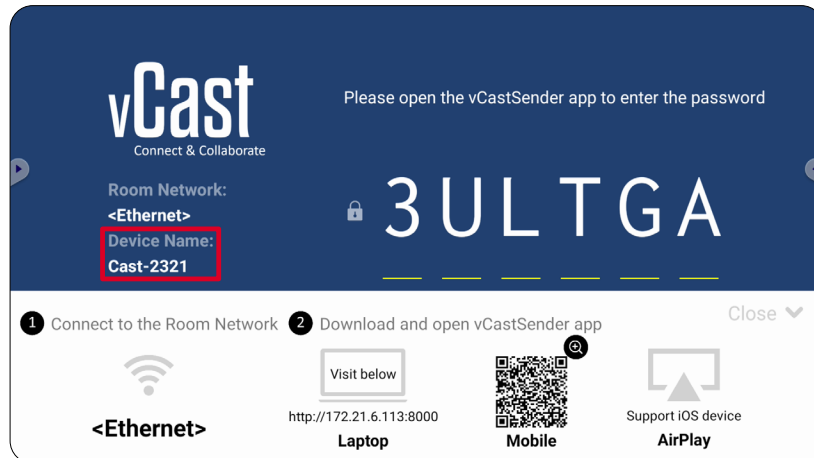 vCast
Connect & Collaborate
Please open the vCastSender app to enter the password
Room Network:
<Ethernet>
Device Name:
Cast-2321
3ULTGA
1 Connect to the Room Network
2 Download and open vCastSender app
Close
<Ethernet>
Visit below
http://172.21.6.113:8000
Laptop
Mobile
Support iOS device
AirPlay